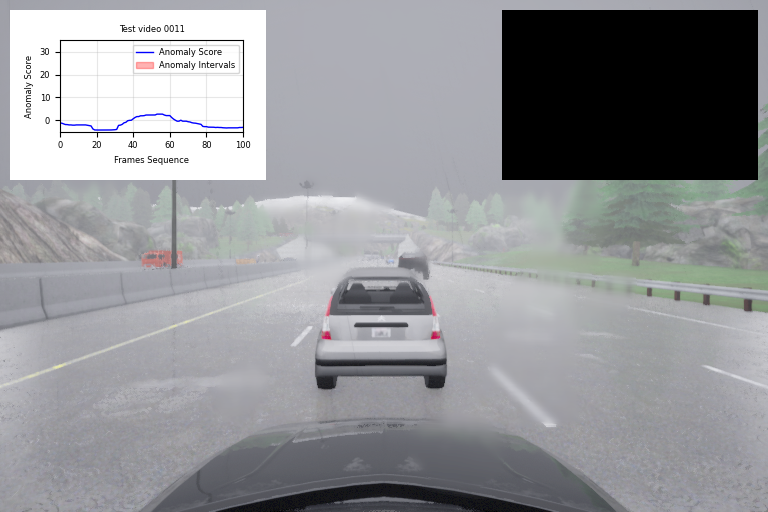 Test video 0011
Anomaly Score
Anomaly Intervals
30
20
10
0
Anomaly Score
0 20 40 60 80 100
Frames Sequence